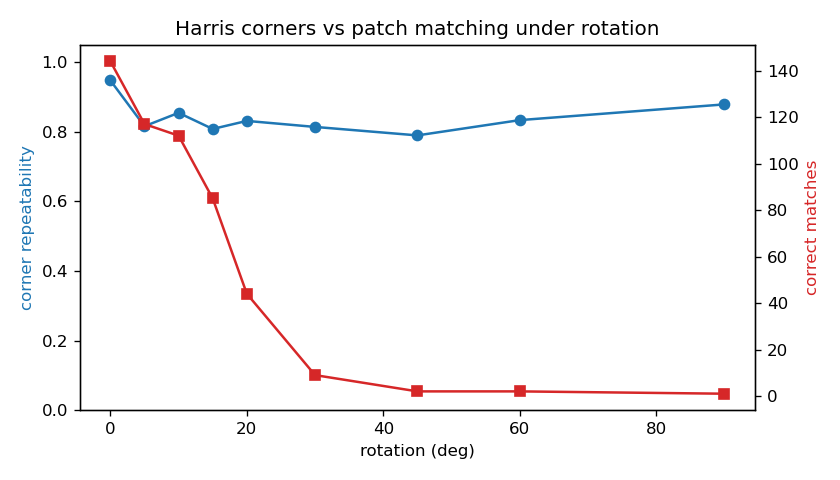 Harris corners vs patch matching under rotation
corner repeatability
1.0
0.8
0.6
0.4
0.2
0.0
140
120
100
80
60
40
20
0
correct matches
0 20 40 60 80
rotation (deg)